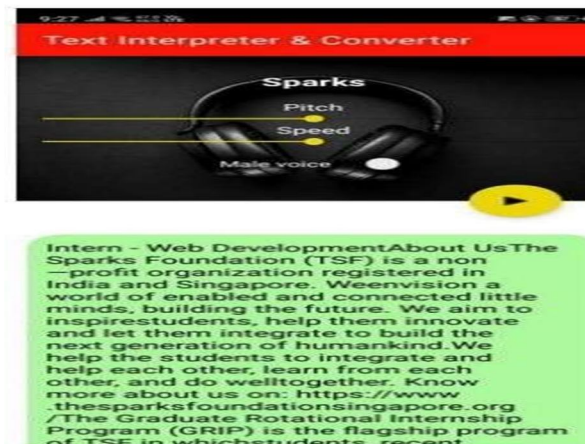 9:27
Text Interpreter & Converter
Sparks
Pitch
Speed
Male voice
Intern - Web DevelopmentAbout UsThe
Sparks Foundation (TSF) is a non
—profit organization registered in
India and Singapore. Weenvision a
world of enabled and connected little
minds, building the future. We aim to
inspirestudents, help them innovate
and let them integrate to build the
next generation of humankind.We
help the students to integrate and
help each other, learn from each
other, and do welltogether. Know
more about us on: https://www
.thesparksfoundationsingapore.org
/The Graduate Rotational Internship
Program (GRIP) is the flagship program
of TSF in whichstudents, recent